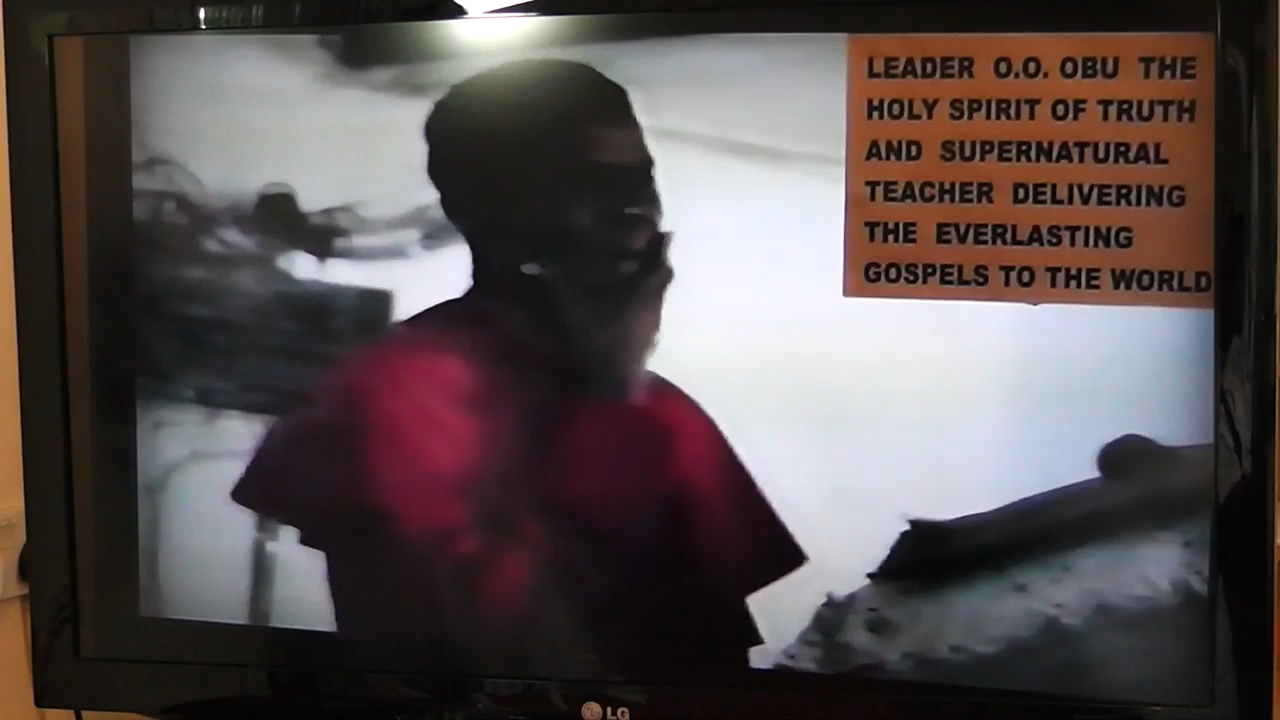 LEADER O.O. OBU THE
HOLY SPIRIT OF TRUTH
AND SUPERNATURAL
TEACHER DELIVERING
THE EVERLASTING
GOSPELS TO THE WORLD
LG